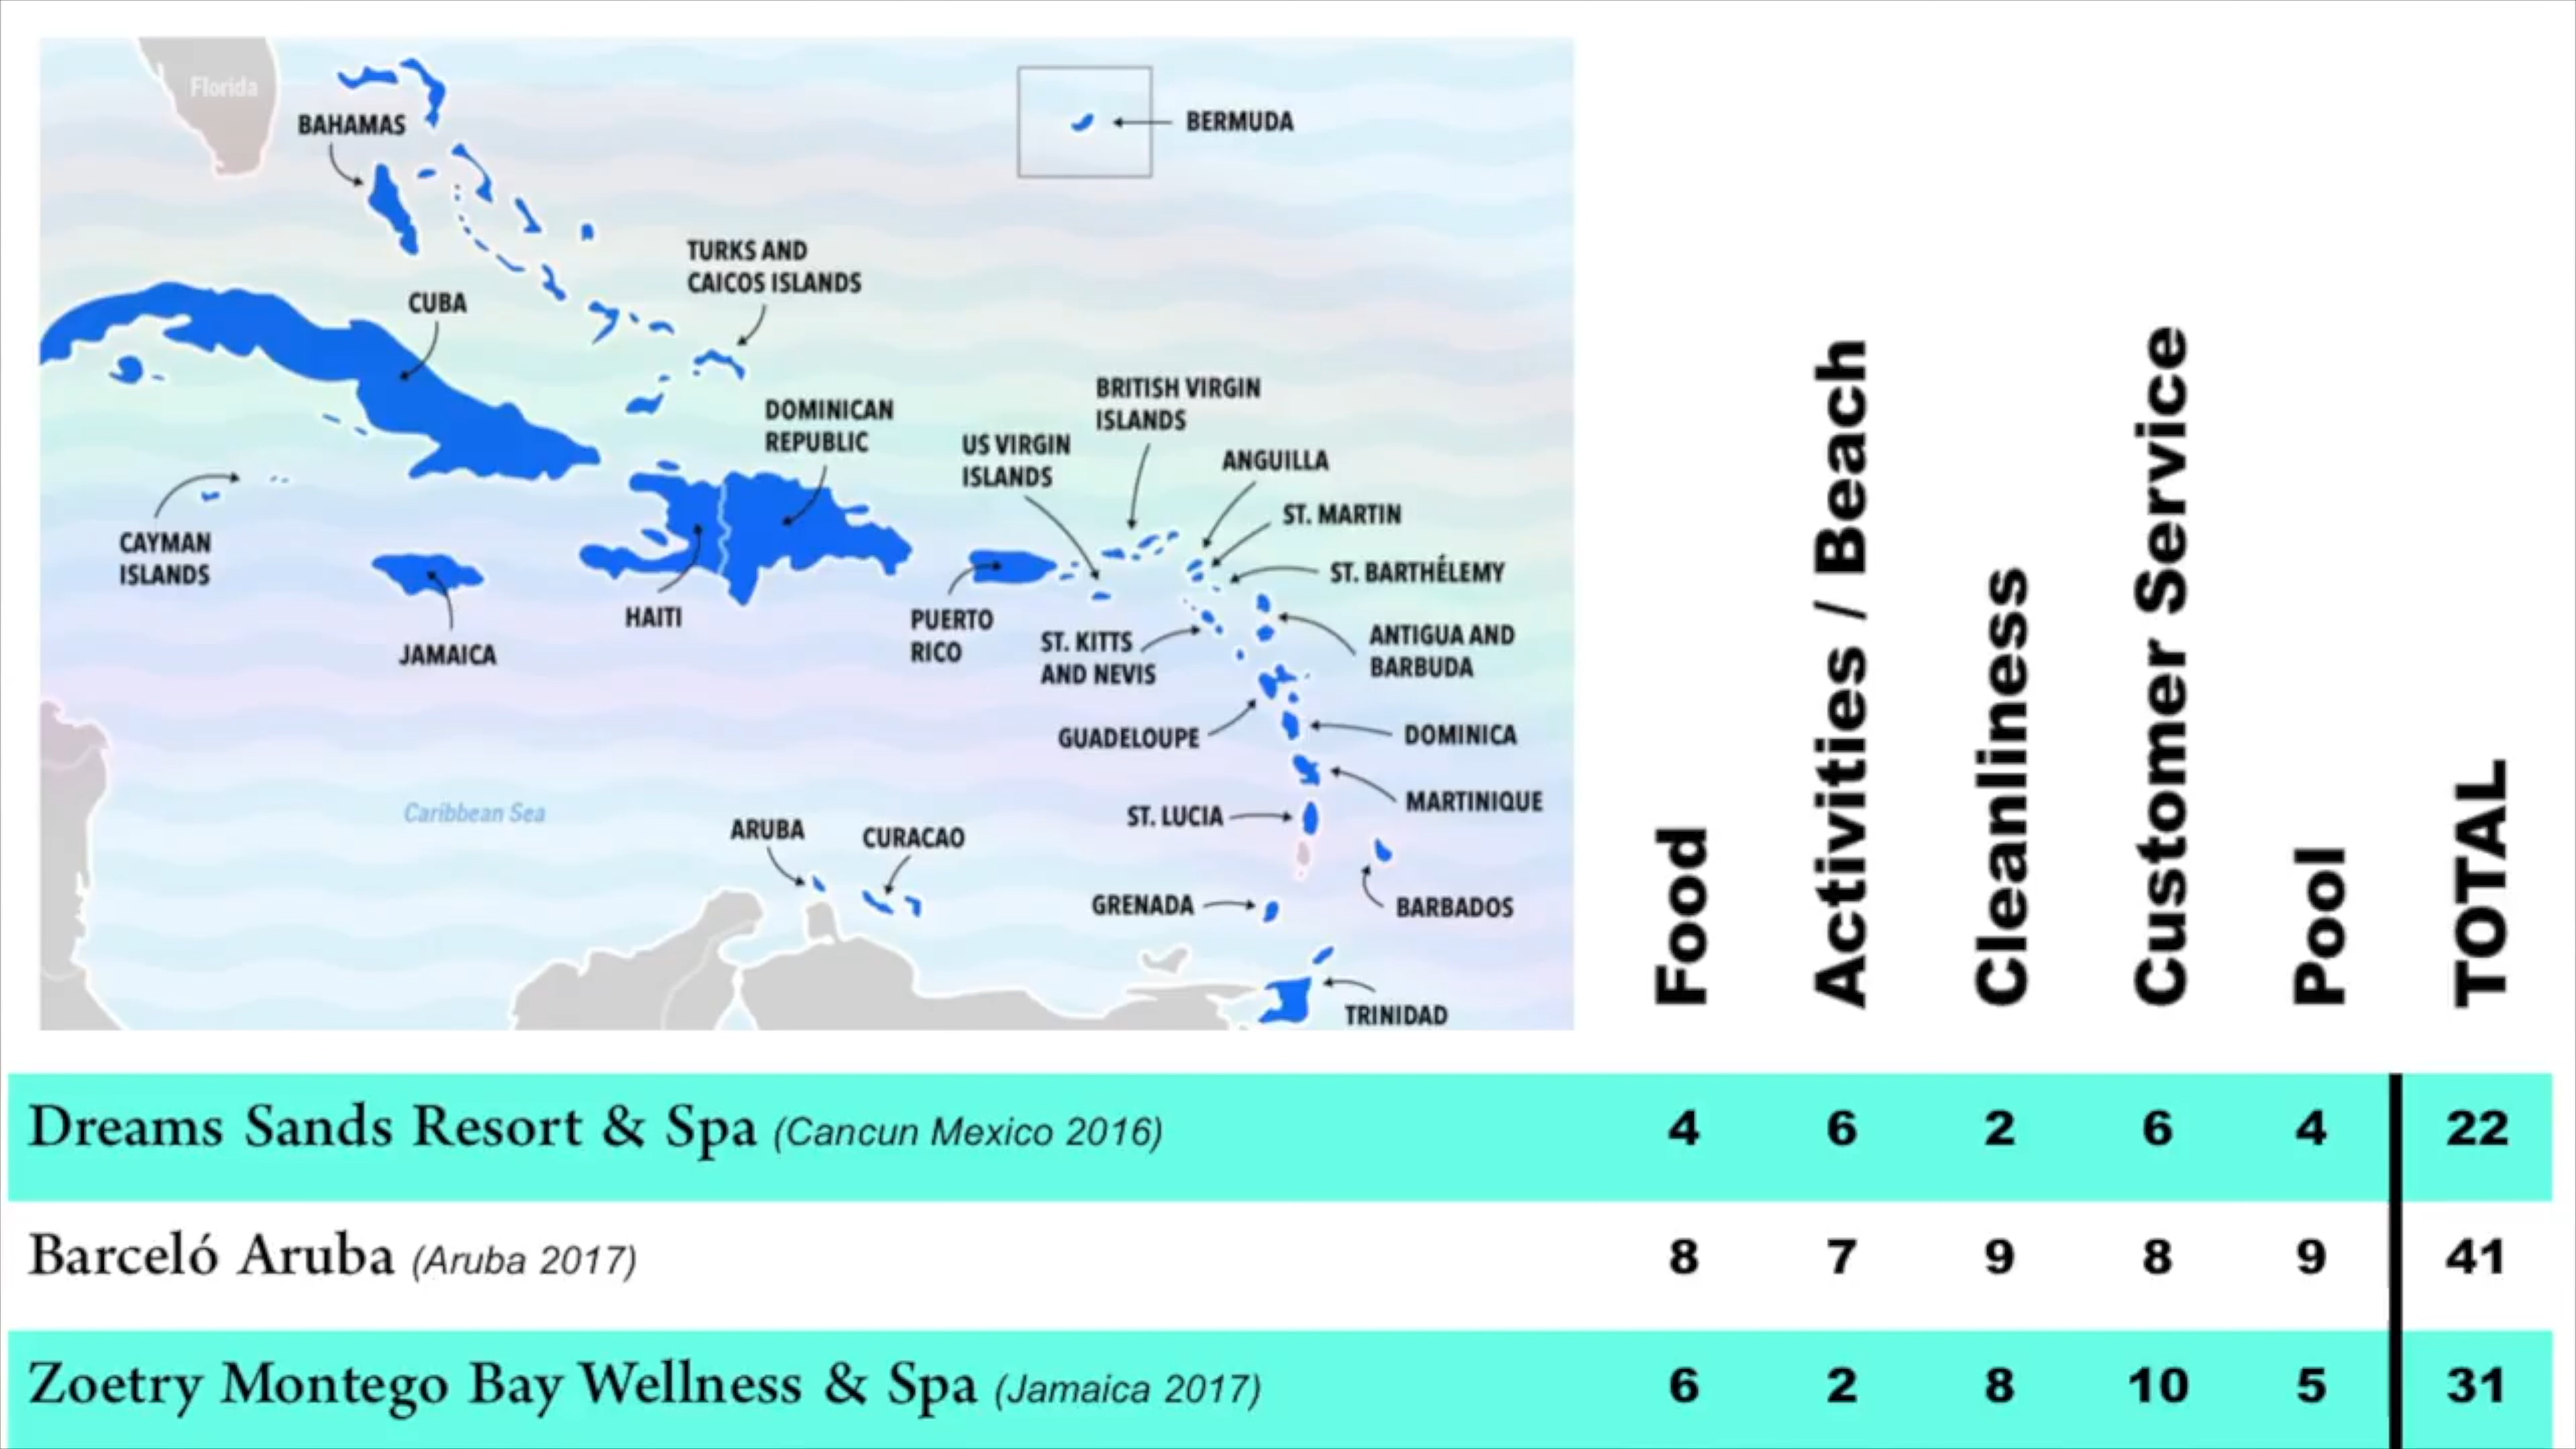 Florida
BAHAMAS
BERMUDA
TURKS AND
CAICOS ISLANDS
CUBA
DOMINICAN
REPUBLIC
BRITISH VIRGIN
ISLANDS
US VIRGIN
ISLANDS
ANGUILLA
ST. MARTIN
CAYMAN
ISLANDS
ST. BARTHÉLEMY
HAITI
PUERTO
RICO
JAMAICA
ST. KITTS
AND NEVIS
ANTIGUA AND
BARBUDA
GUADELOUPE
DOMINICA
MARTINIQUE
Caribbean Sea
ARUBA
CURACAO
ST. LUCIA
GRENADA
BARBADOS
TRINIDAD
Food
Activities / Beach
Cleanliness
Customer Service
Pool
TOTAL
Dreams Sands Resort & Spa (Cancun Mexico 2016) 4 6 2 6 4 22
Barceló Aruba (Aruba 2017) 8 7 9 8 9 41
Zoetry Montego Bay Wellness & Spa (Jamaica 2017) 6 2 8 10 5 31